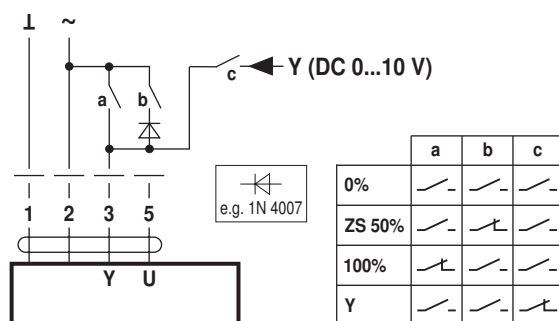 ⊥ ~
a b c Y (DC 0...10 V)
e.g. 1N 4007
1 2 3 5
Y U
a b c
0%
ZS 50%
100%
Y